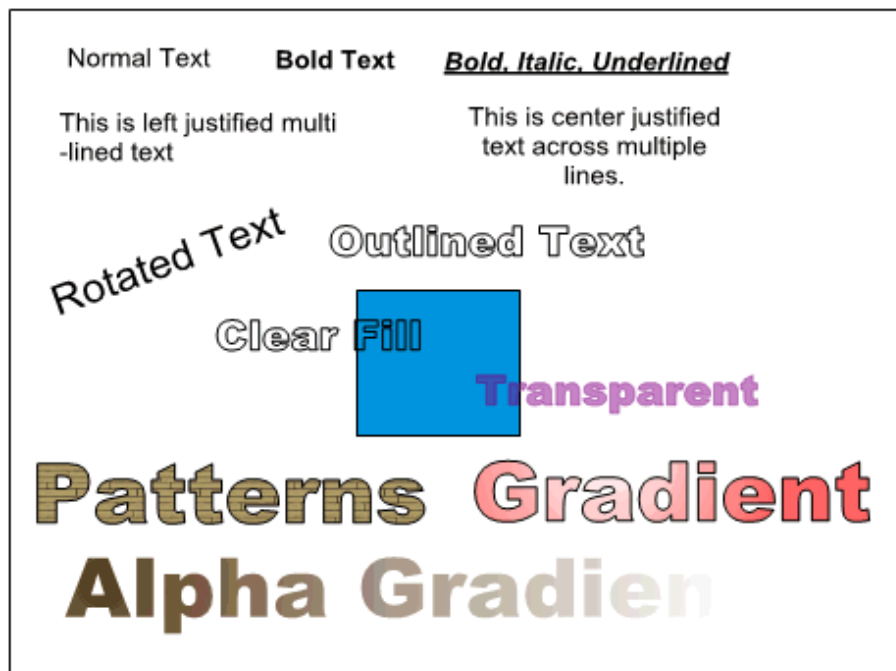 Normal Text
Bold Text
Bold, Italic, Underlined
This is left justified multi
-lined text
This is center justified
text across multiple
lines.
Rotated Text
Outlined Text
Clear Fill
Transparent
Patterns
Gradient
Alpha Gradien